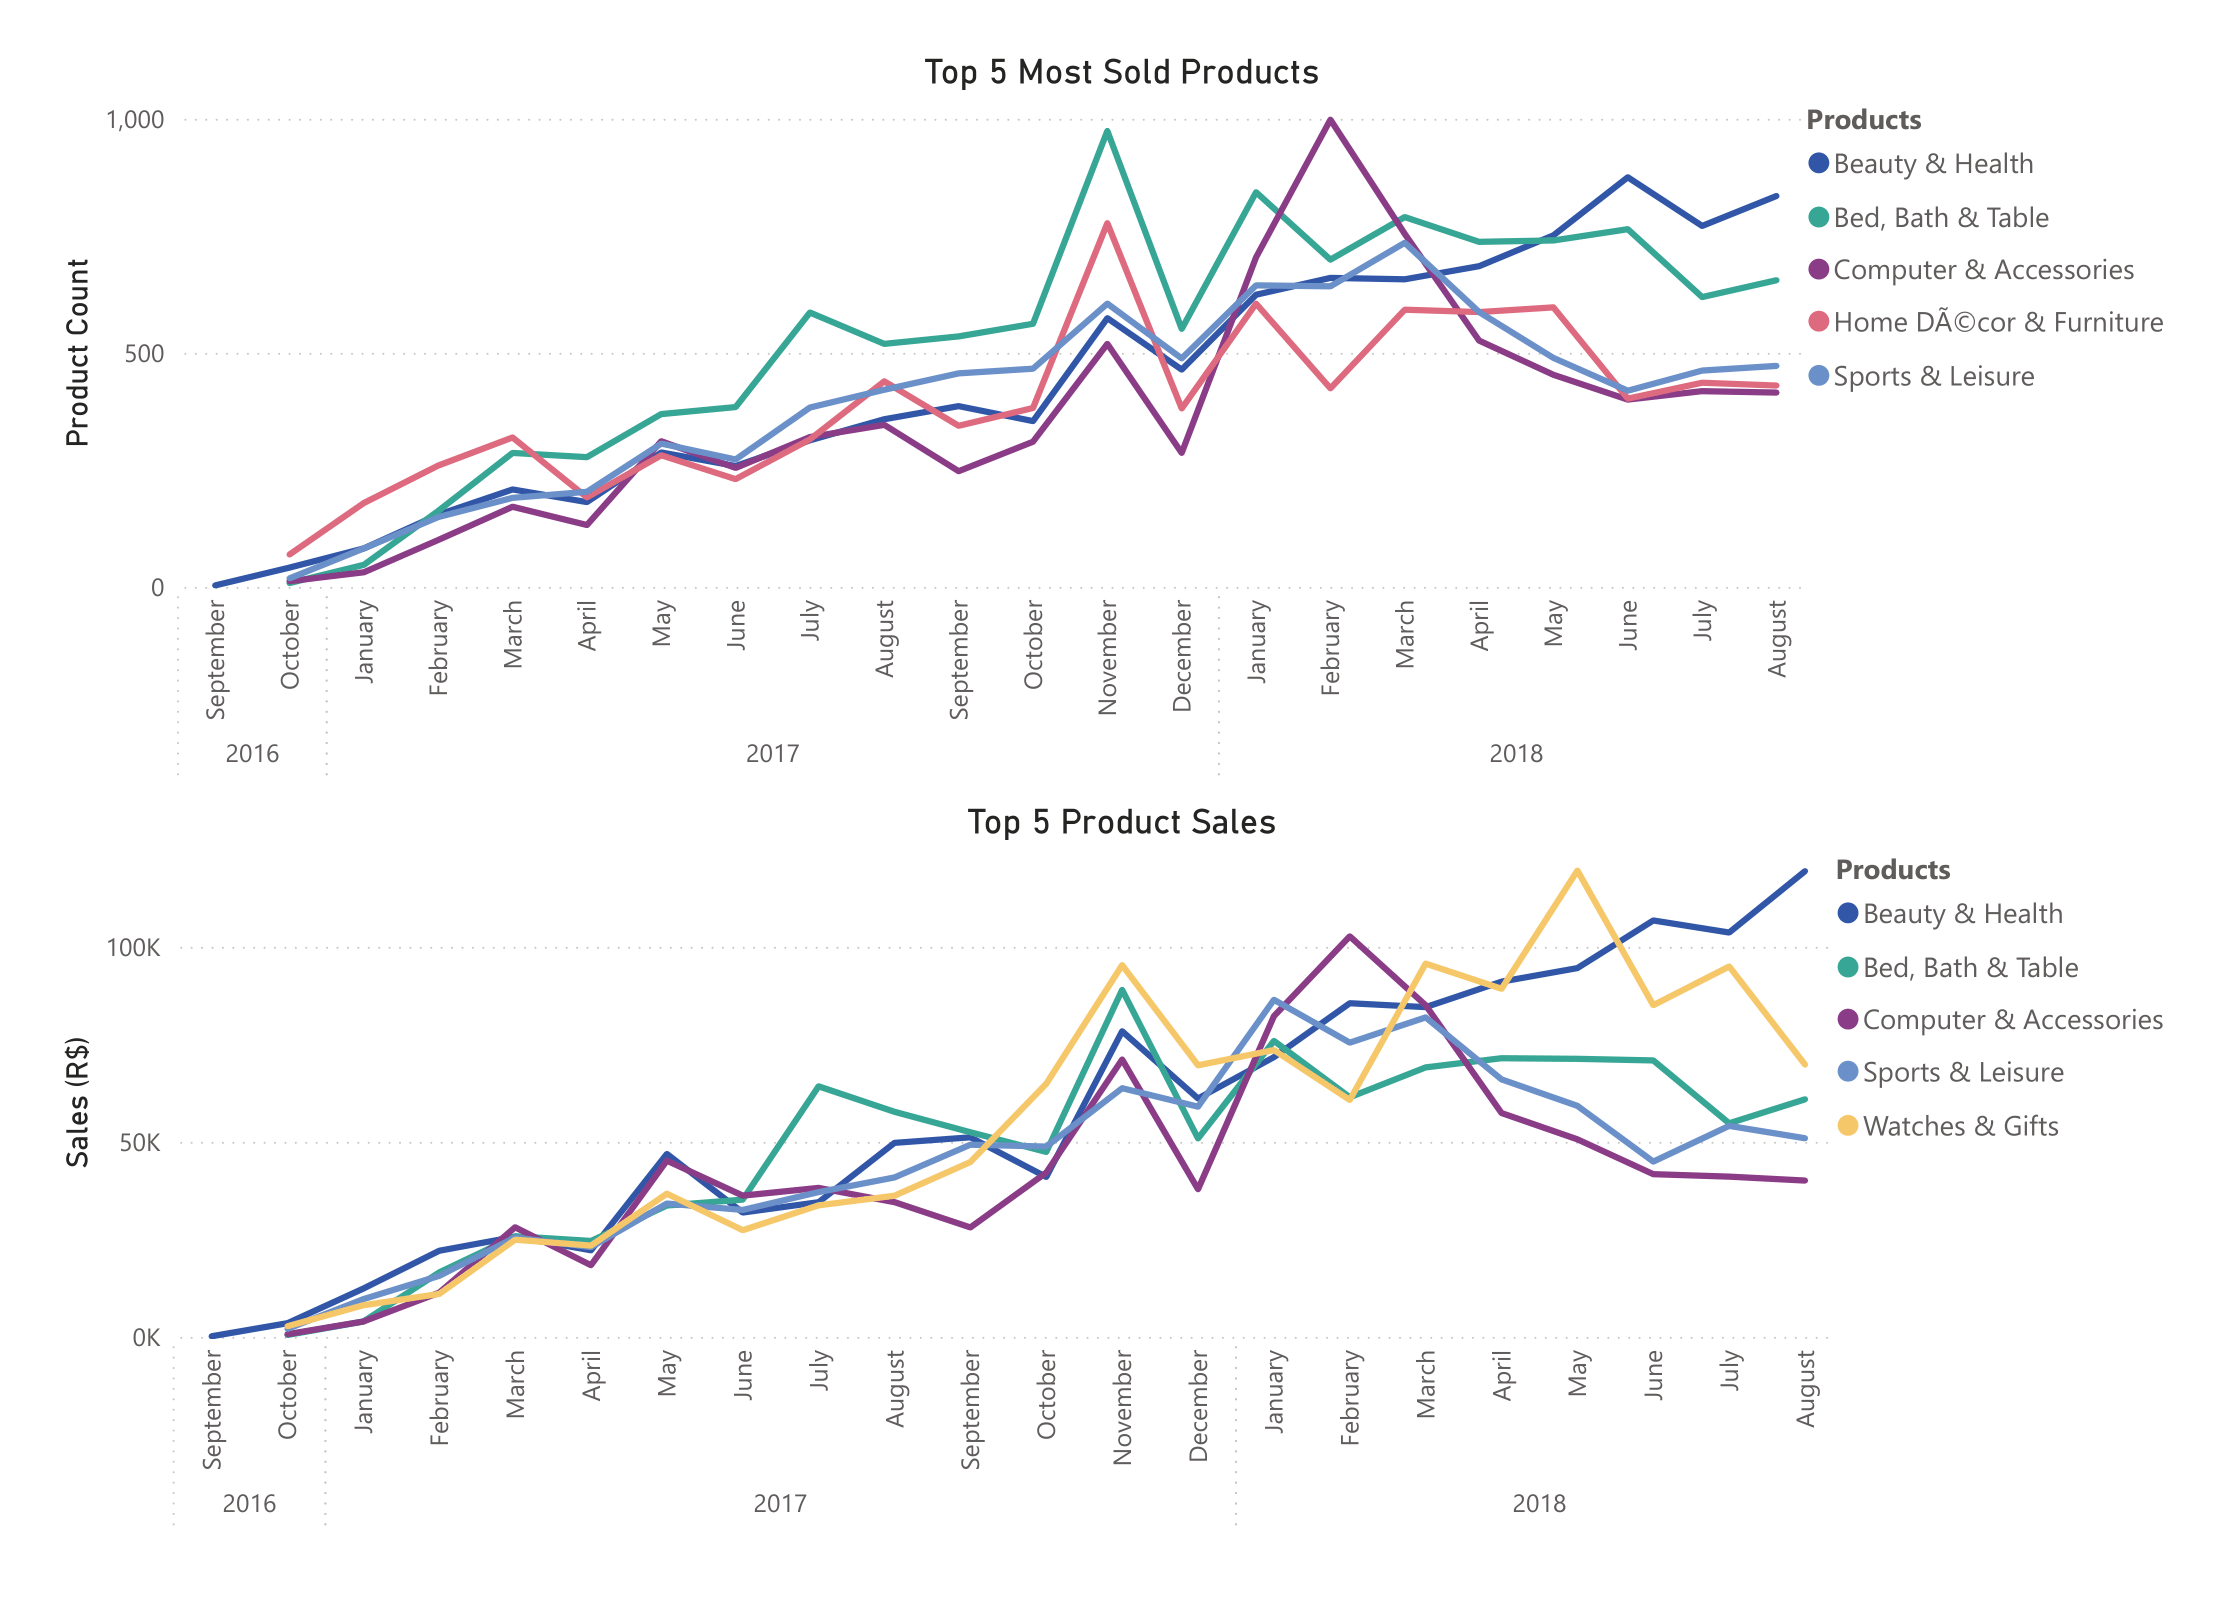 Top 5 Most Sold Products
Product Count
1,000
500
0
September
October
January
February
March
April
May
June
July
August
September
October
November
December
January
February
March
April
May
June
July
August
2016
2017
2018
Products
Beauty & Health
Bed, Bath & Table
Computer & Accessories
Home DÃ©cor & Furniture
Sports & Leisure
Top 5 Product Sales
Sales (R$)
100K
50K
0K
September
October
January
February
March
April
May
June
July
August
September
October
November
December
January
February
March
April
May
June
July
August
2016
2017
2018
Products
Beauty & Health
Bed, Bath & Table
Computer & Accessories
Sports & Leisure
Watches & Gifts